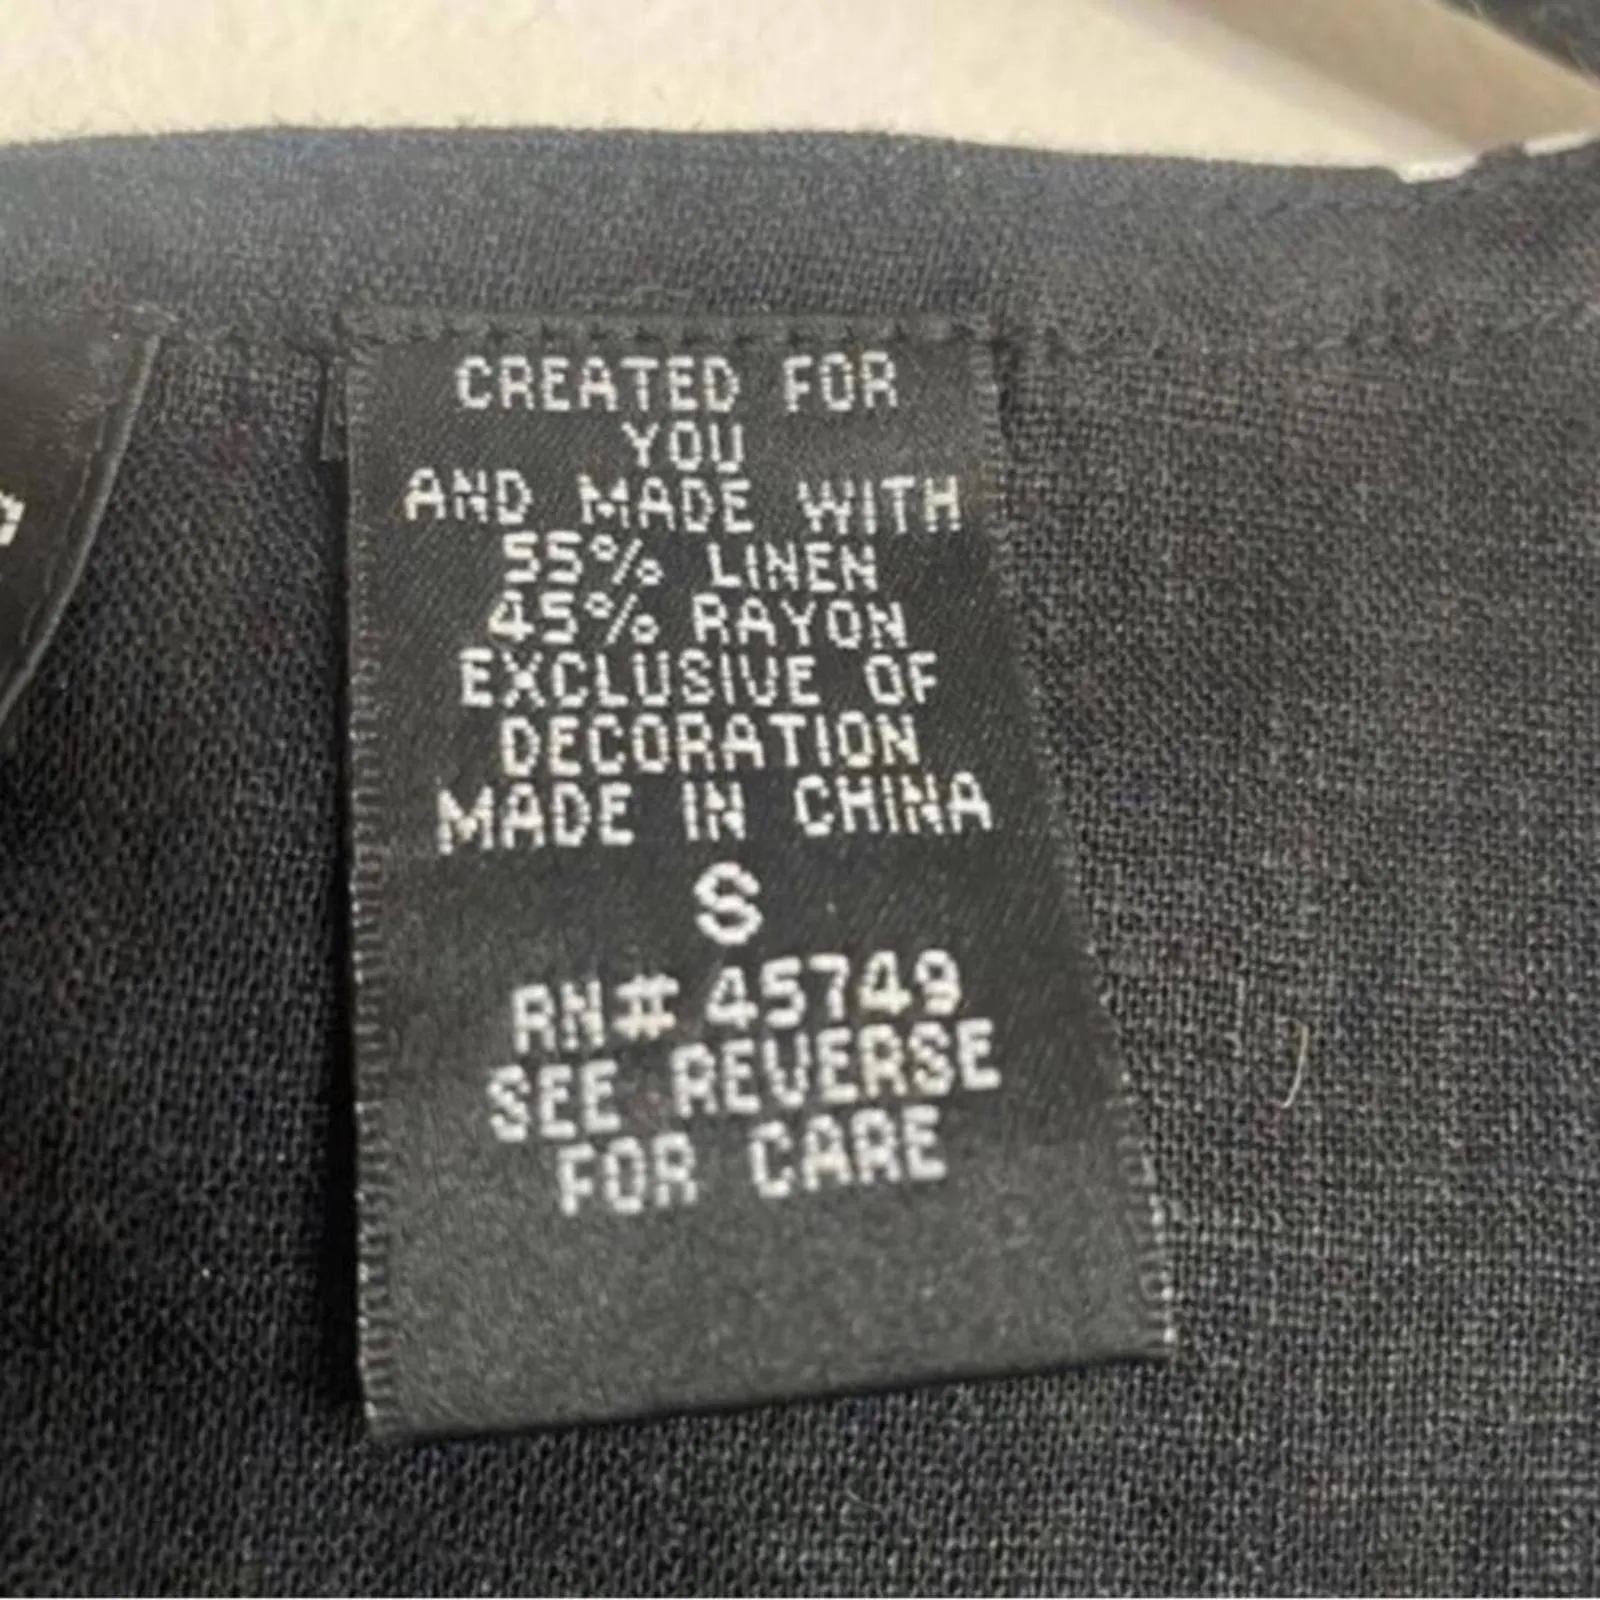 CREATED FOR
YOU
AND MADE WITH
55% LINEN
45% RAYON
EXCLUSIVE OF
DECORATION
MADE IN CHINA
S
RN# 45749
SEE REVERSE
FOR CARE